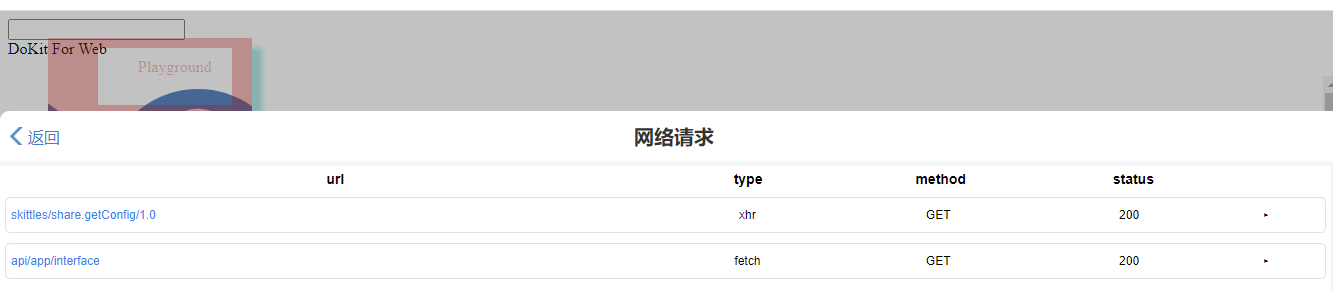 DoKit For Web
Playground
返回
网络请求
url type method status
skittles/share.getConfig/1.0 xhr GET 200
api/app/interface fetch GET 200